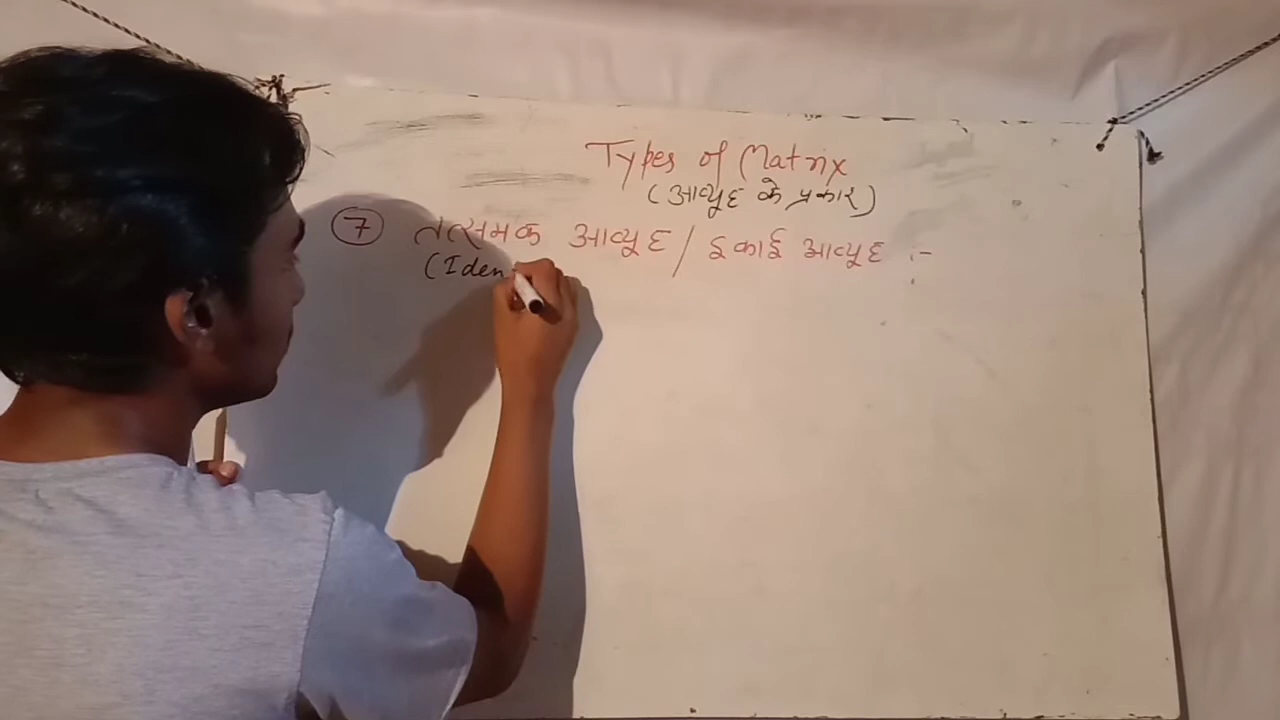 Types of Matrix
(आव्यूह के प्रकार)
7 तत्समक आव्यूह / इकाई आव्यूह :-
(Iden